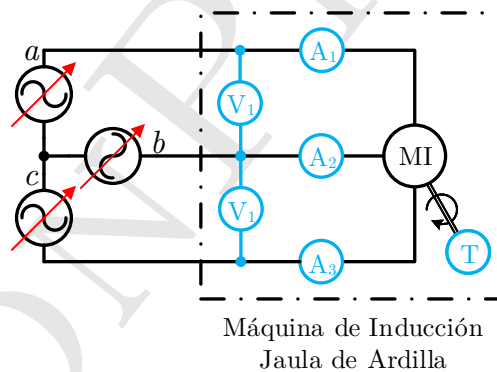 a
A₁
V₁
b
A₂
MI
c
V₁
T
A₃
Máquina de Inducción
Jaula de Ardilla